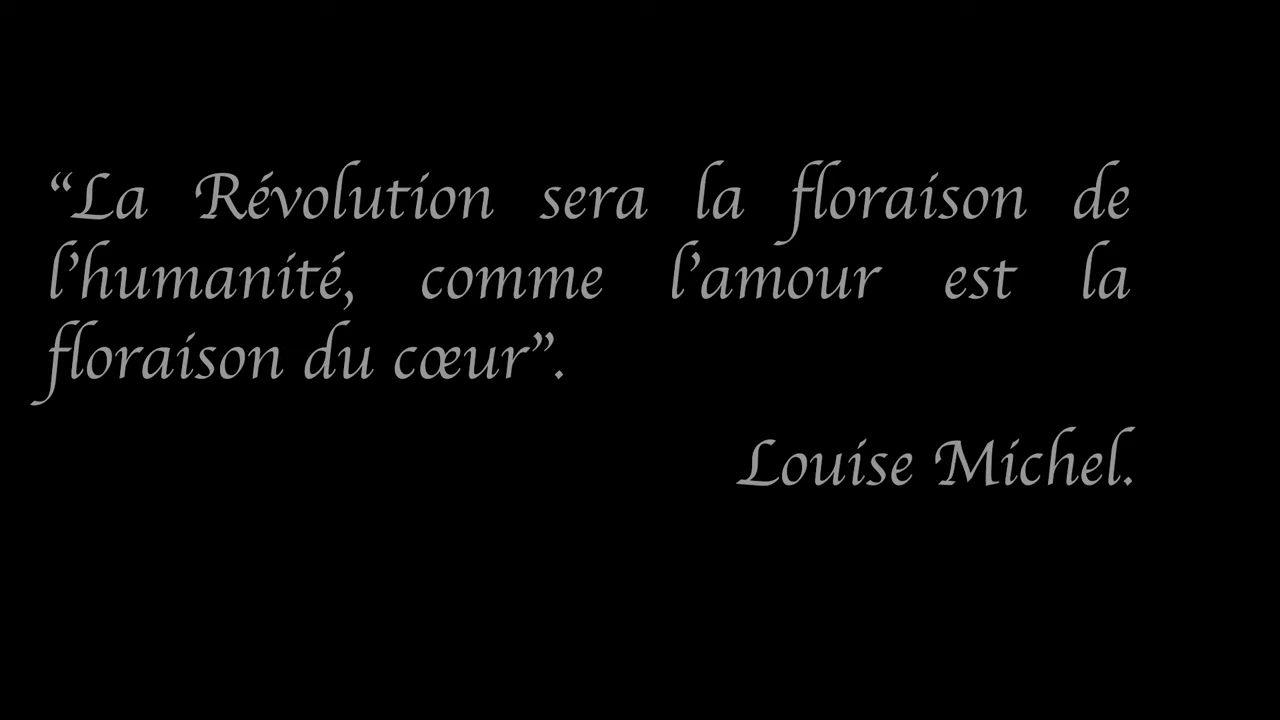 “La Révolution sera la floraison de
l’humanité, comme l’amour est la
floraison du cœur”.
Louise Michel.